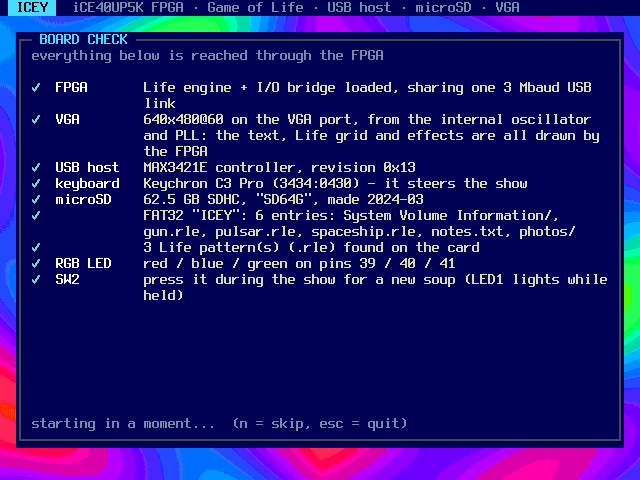 ICEY iCE40UP5K FPGA · Game of Life · USB host · microSD · VGA
BOARD CHECK
everything below is reached through the FPGA
✓ FPGA Life engine + I/O bridge loaded, sharing one 3 Mbaud USB
link
✓ VGA 640x480@60 on the VGA port, from the internal oscillator
and PLL: the text, Life grid and effects are all drawn by
the FPGA
✓ USB host MAX3421E controller, revision 0x13
✓ keyboard Keychron C3 Pro (3434:0430) — it steers the show
✓ microSD 62.5 GB SDHC, "SD64G", made 2024-03
✓ FAT32 "ICEY": 6 entries: System Volume Information/,
gun.rle, pulsar.rle, spaceship.rle, notes.txt, photos/
✓ 3 Life pattern(s) (.rle) found on the card
✓ RGB LED red / blue / green on pins 39 / 40 / 41
✓ SW2 press it during the show for a new soup (LED1 lights while
held)
starting in a moment... (n = skip, esc = quit)